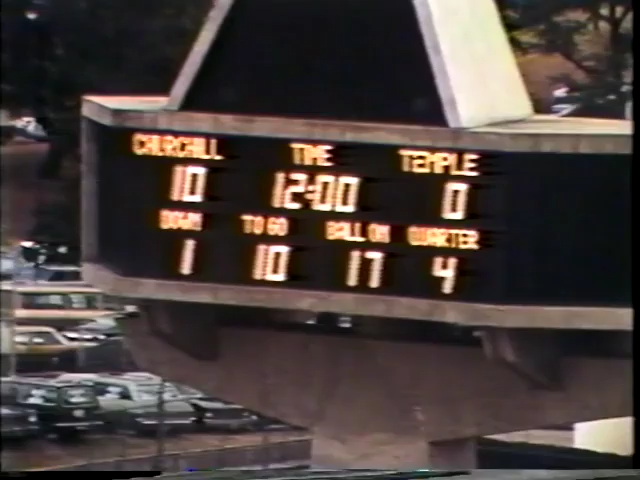 CHURCHILL TIME TEMPLE
10 12:00 0
DOWN TO GO BALL ON QUARTER
1 10 17 4